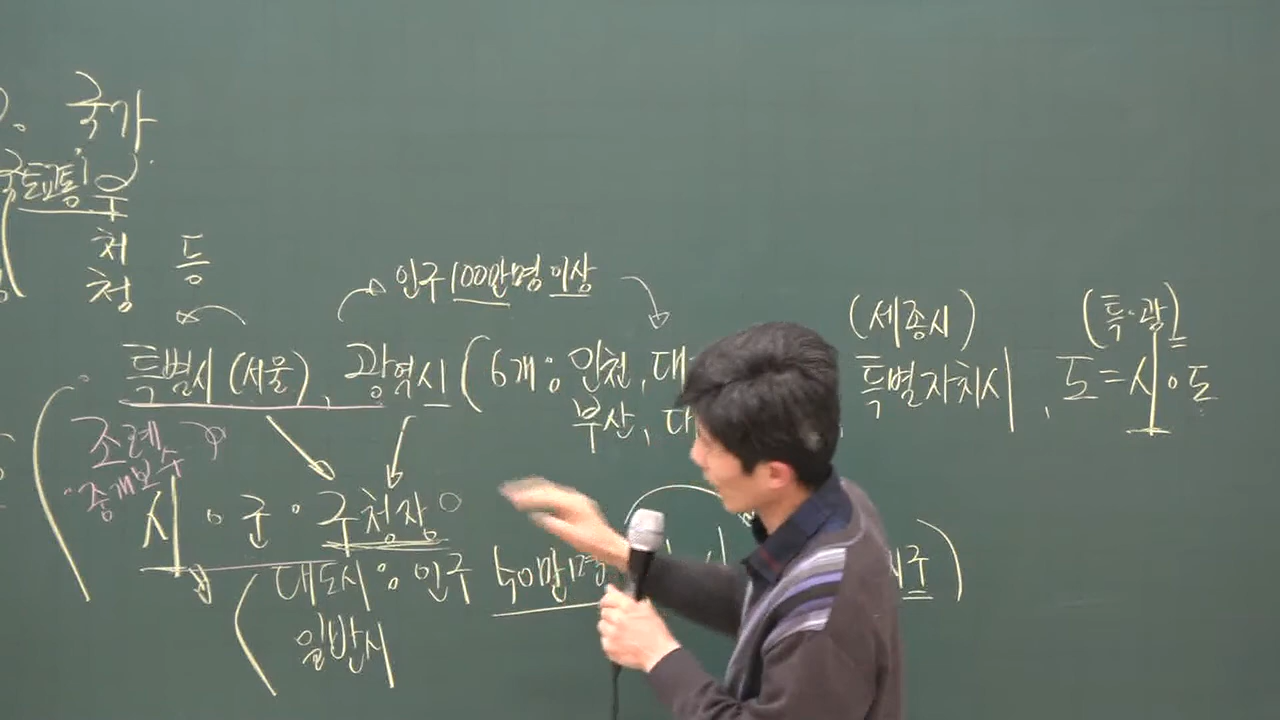 국가
국토교통부
처 등
청
인구 100만명 이상
(세종시) (특·광)
특별시 (서울), 광역시 (6개: 인천, 대
특별자치시, 도=시·도
부산, 대
조례
중개보수
시·군·구청장
(대도시: 인구 50만명
일반시